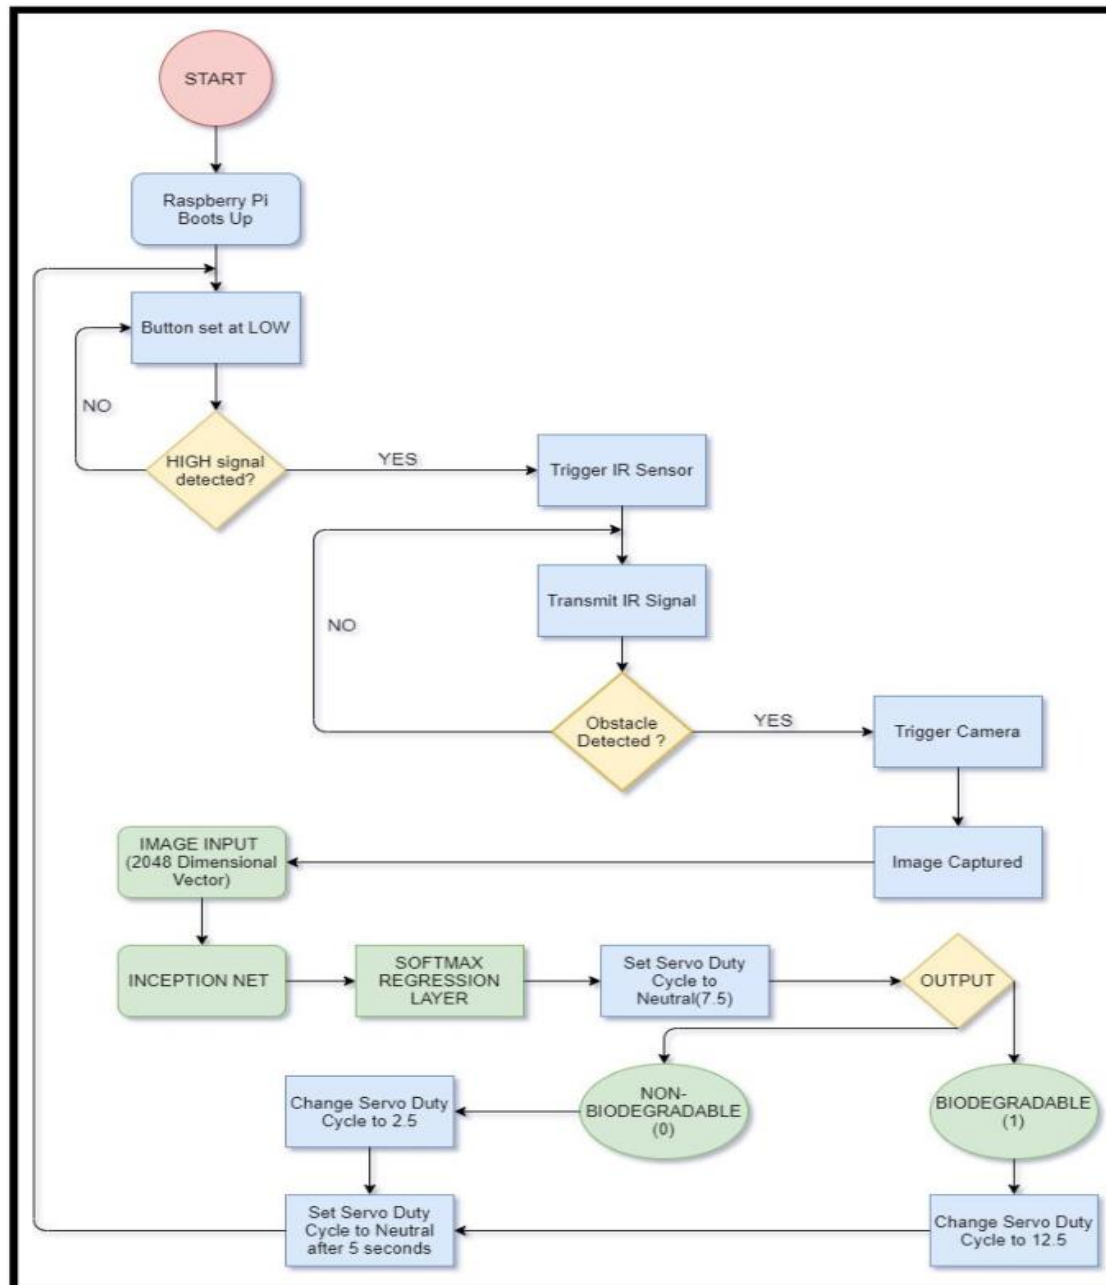 START
Raspberry Pi
Boots Up
Button set at LOW
NO
HIGH signal
detected?
YES
Trigger IR Sensor
Transmit IR Signal
NO
Obstacle
Detected ?
YES
Trigger Camera
Image Captured
IMAGE INPUT
(2048 Dimensional
Vector)
INCEPTION NET
SOFTMAX
REGRESSION
LAYER
Set Servo Duty
Cycle to
Neutral(7.5)
OUTPUT
NON-
BIODEGRADABLE
(0)
BIODEGRADABLE
(1)
Change Servo Duty
Cycle to 2.5
Change Servo Duty
Cycle to 12.5
Set Servo Duty
Cycle to Neutral
after 5 seconds